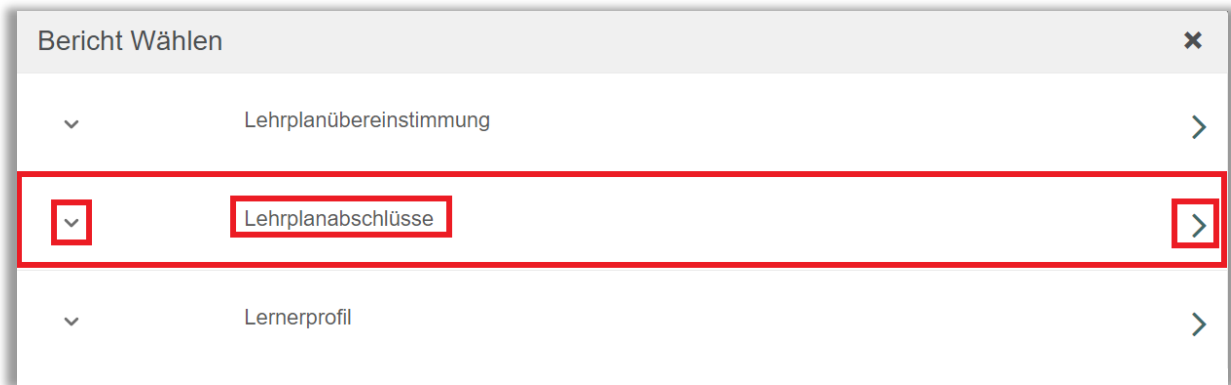 Bericht Wählen
Lehrplanübereinstimmung
Lehrplanabschlüsse
Lernerprofil